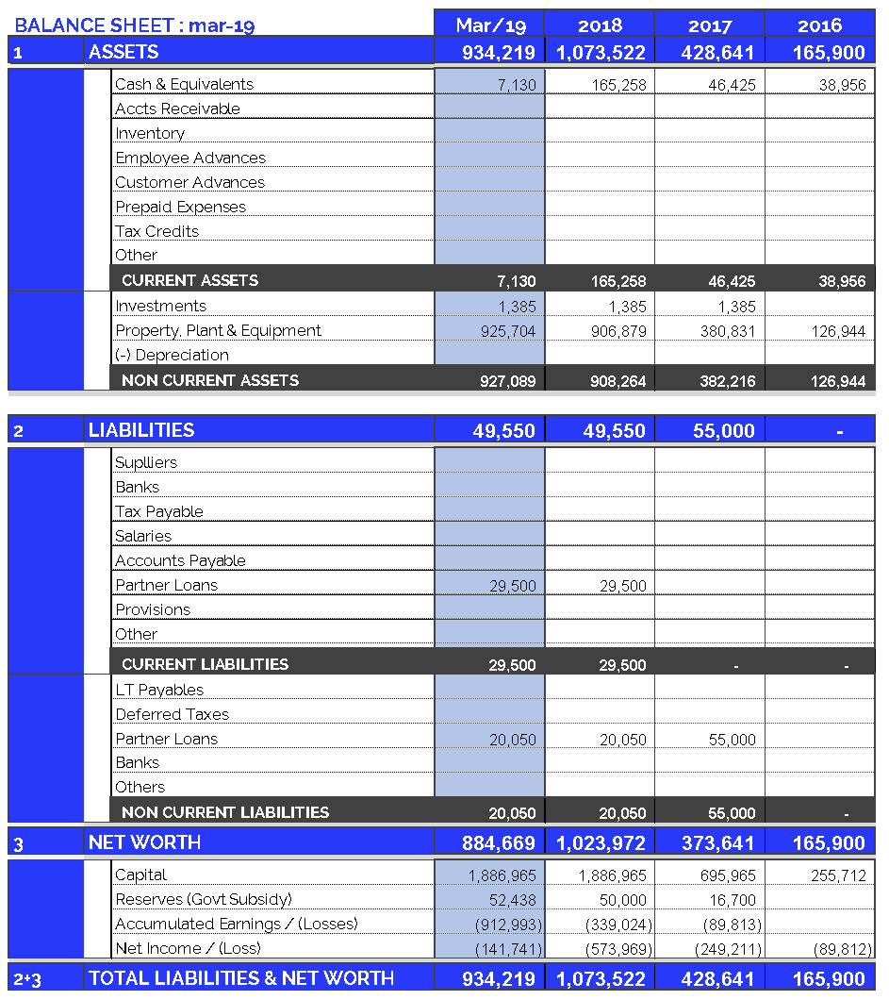 BALANCE SHEET : mar-19 Mar/19 2018 2017 2016
1 ASSETS 934,219 1,073,522 428,641 165,900
Cash & Equivalents 7,130 165,258 46,425 38,956
Accts Receivable
Inventory
Employee Advances
Customer Advances
Prepaid Expenses
Tax Credits
Other
CURRENT ASSETS 7,130 165,258 46,425 38,956
Investments 1,385 1,385 1,385
Property, Plant & Equipment 925,704 906,879 380,831 126,944
(-) Depreciation
NON CURRENT ASSETS 927,089 908,264 382,216 126,944
2 LIABILITIES 49,550 49,550 55,000 -
Suplliers
Banks
Tax Payable
Salaries
Accounts Payable
Partner Loans 29,500 29,500
Provisions
Other
CURRENT LIABILITIES 29,500 29,500 - -
LT Payables
Deferred Taxes
Partner Loans 20,050 20,050 55,000
Banks
Others
NON CURRENT LIABILITIES 20,050 20,050 55,000 -
3 NET WORTH 884,669 1,023,972 373,641 165,900
Capital 1,886,965 1,886,965 695,965 255,712
Reserves (Govt Subsidy) 52,438 50,000 16,700
Accumulated Earnings / (Losses) (912,993) (339,024) (89,813)
Net Income / (Loss) (141,741) (573,969) (249,211) (89,812)
2+3 TOTAL LIABILITIES & NET WORTH 934,219 1,073,522 428,641 165,900